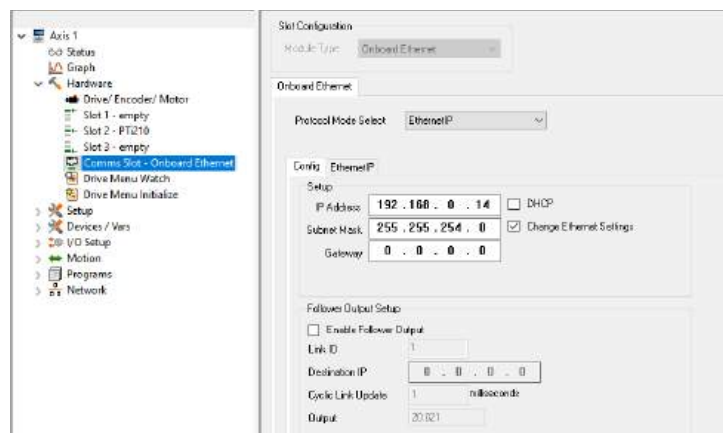 Axis 1
Status
Graph
Hardware
Drive/ Encoder/ Motor
Slot 1 - empty
Slot 2 - PTi210
Slot 3 - empty
Comms Slot - Onboard Ethernet
Drive Menu Watch
Drive Menu Initialize
Setup
Devices / Vars
I/O Setup
Motion
Programs
Network
Slot Configuration
Module Type: Onboard Ethernet
Onboard Ethernet
Protocol Mode Select EthernetIP
Config EthernetIP
Setup
IP Address 192 . 168 . 0 . 14 DHCP
Subnet Mask 255 . 255 . 254 . 0 Change Ethernet Settings
Gateway 0 . 0 . 0 . 0
Follower Output Setup
Enable Follower Output
Link ID 1
Destination IP 0 . 0 . 0 . 0
Cyclic Link Update 1 milliseconds
Output 20.021